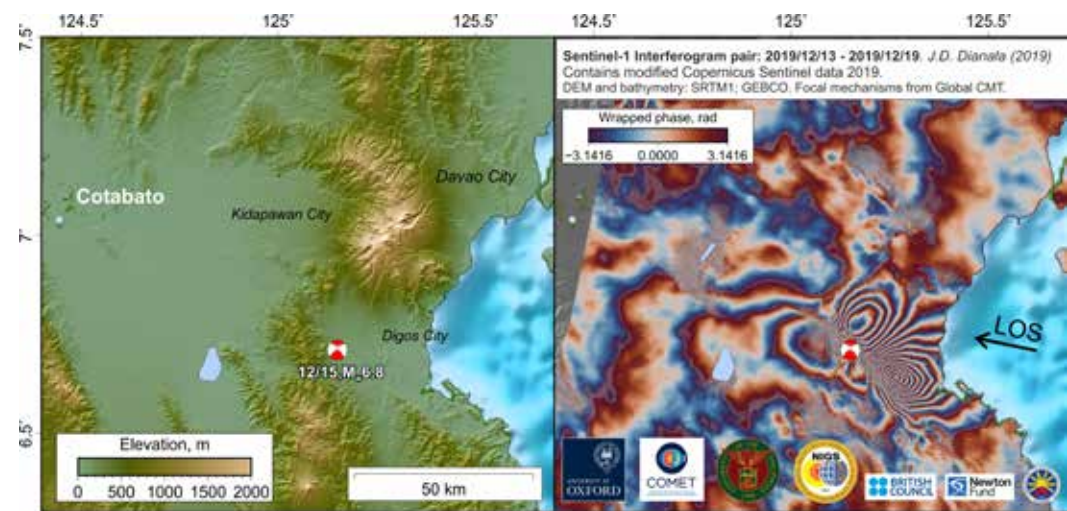 124.5° 125° 125.5° 124.5° 125° 125.5°
7.5°
Sentinel-1 Interferogram pair: 2019/12/13 - 2019/12/19. J.D. Dianala (2019)
Contains modified Copernicus Sentinel data 2019.
DEM and bathymetry: SRTM1; GEBCO. Focal mechanisms from Global CMT.
Wrapped phase, rad
−3.1416 0.0000 3.1416
Davao City
Cotabato
Kidapawan City
7°
Digos City
LOS
12/15,
6.8
6.5°
Elevation, m
0 500 1000 1500 2000
50 km
UNIVERSITY OF
OXFORD
COMET
NIGS
BRITISH
COUNCIL
Newton
Fund